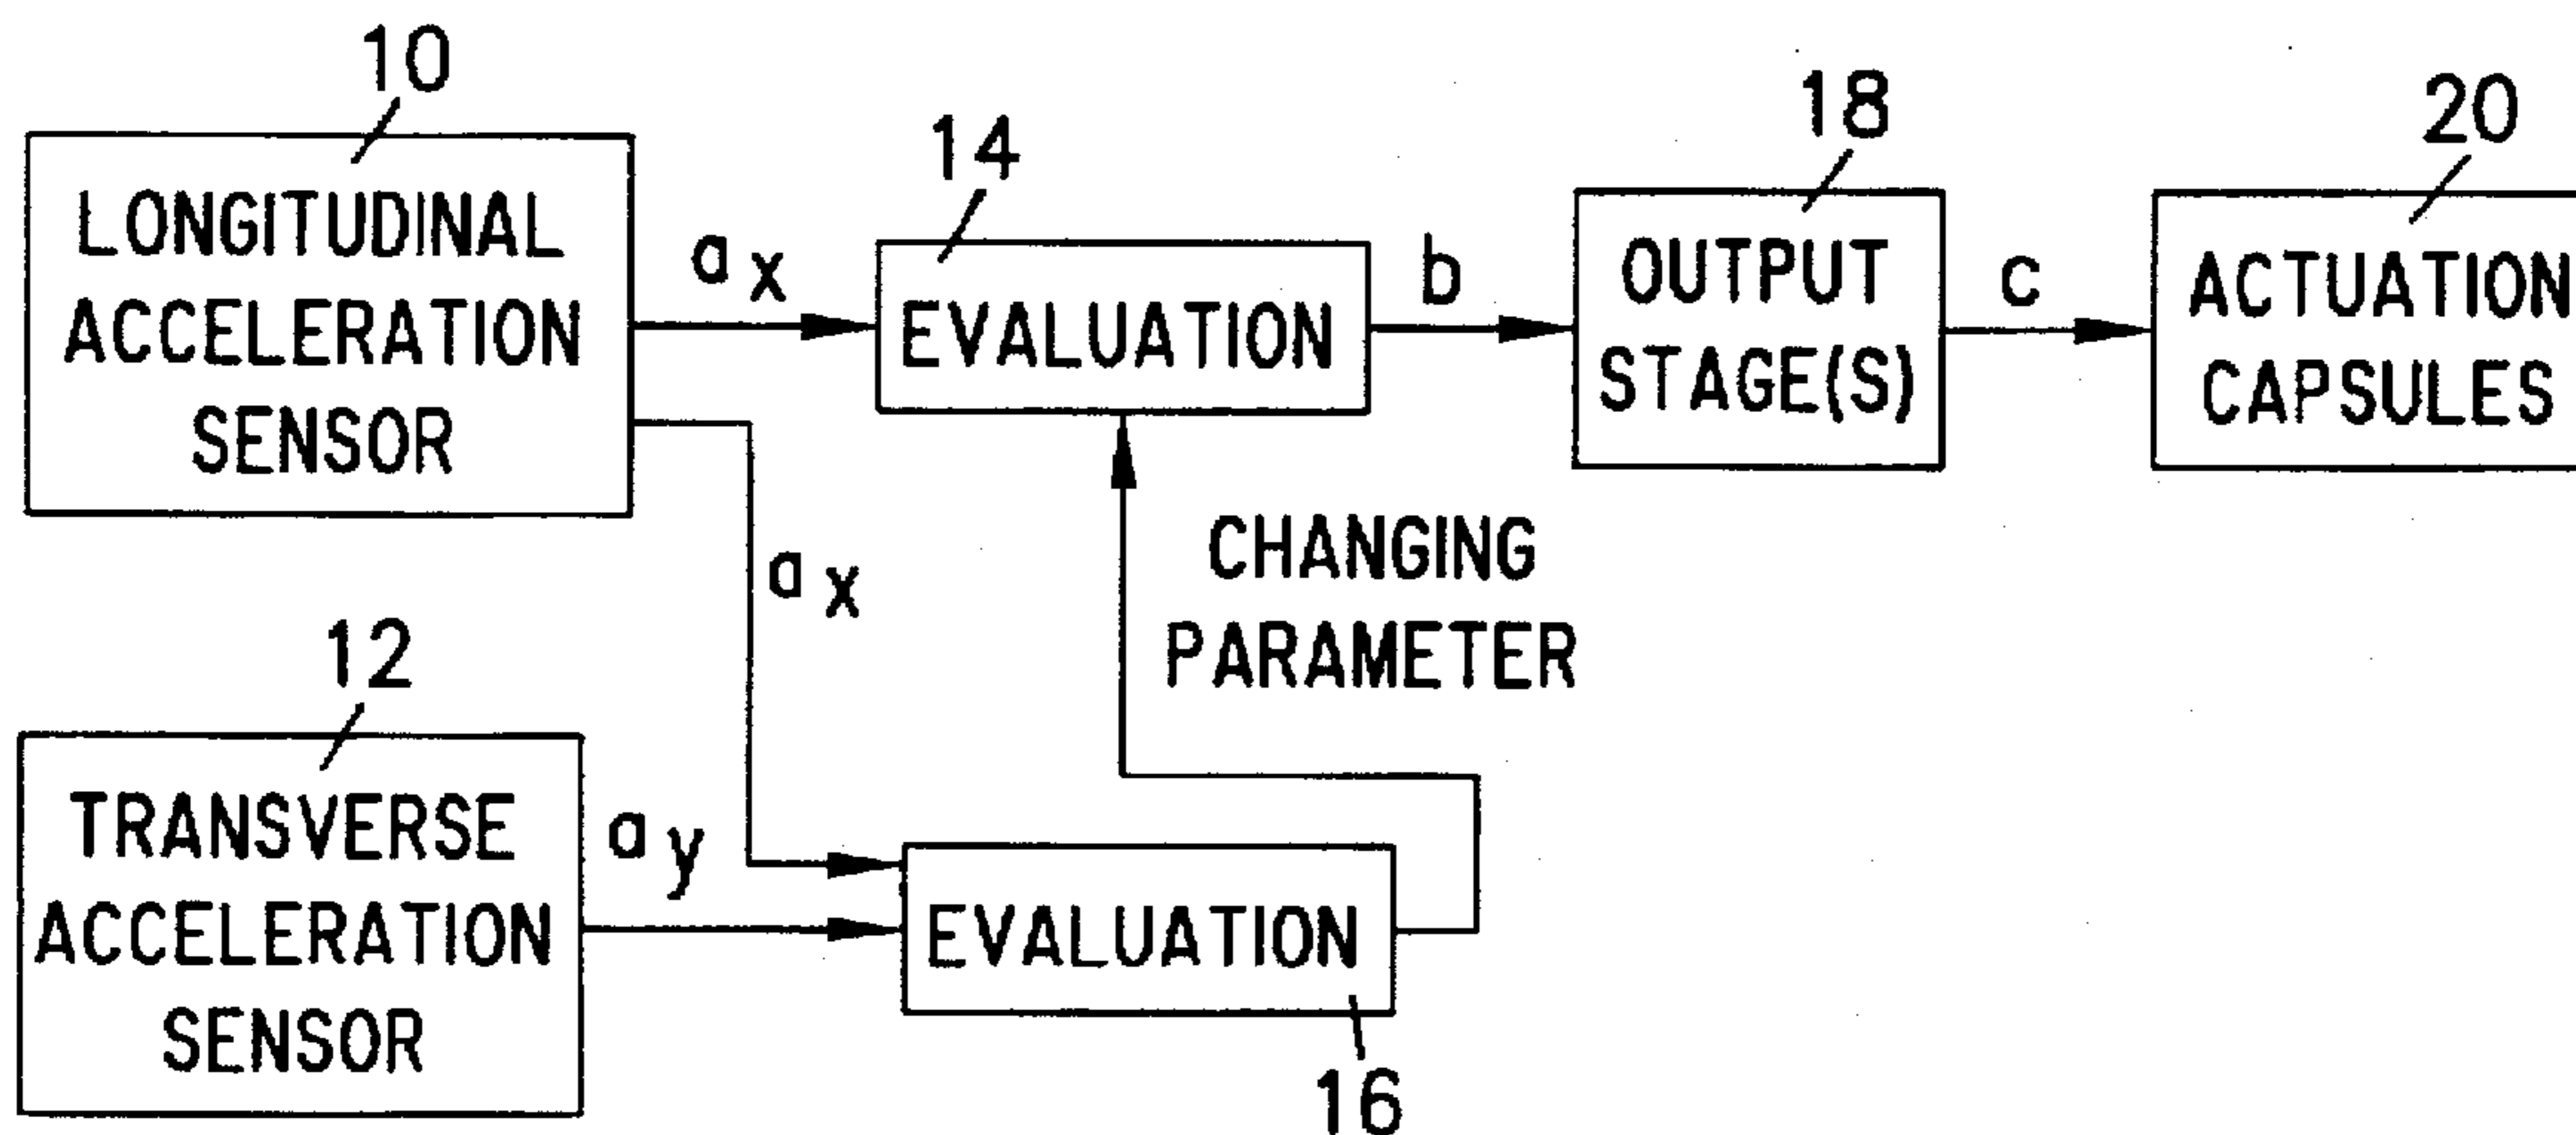 10
LONGITUDINAL
ACCELERATION
SENSOR
a x
14
EVALUATION
b
18
OUTPUT
STAGE(S)
c
20
ACTUATION
CAPSULES
a x
CHANGING
PARAMETER
12
TRANSVERSE
ACCELERATION
SENSOR
a y
EVALUATION
16